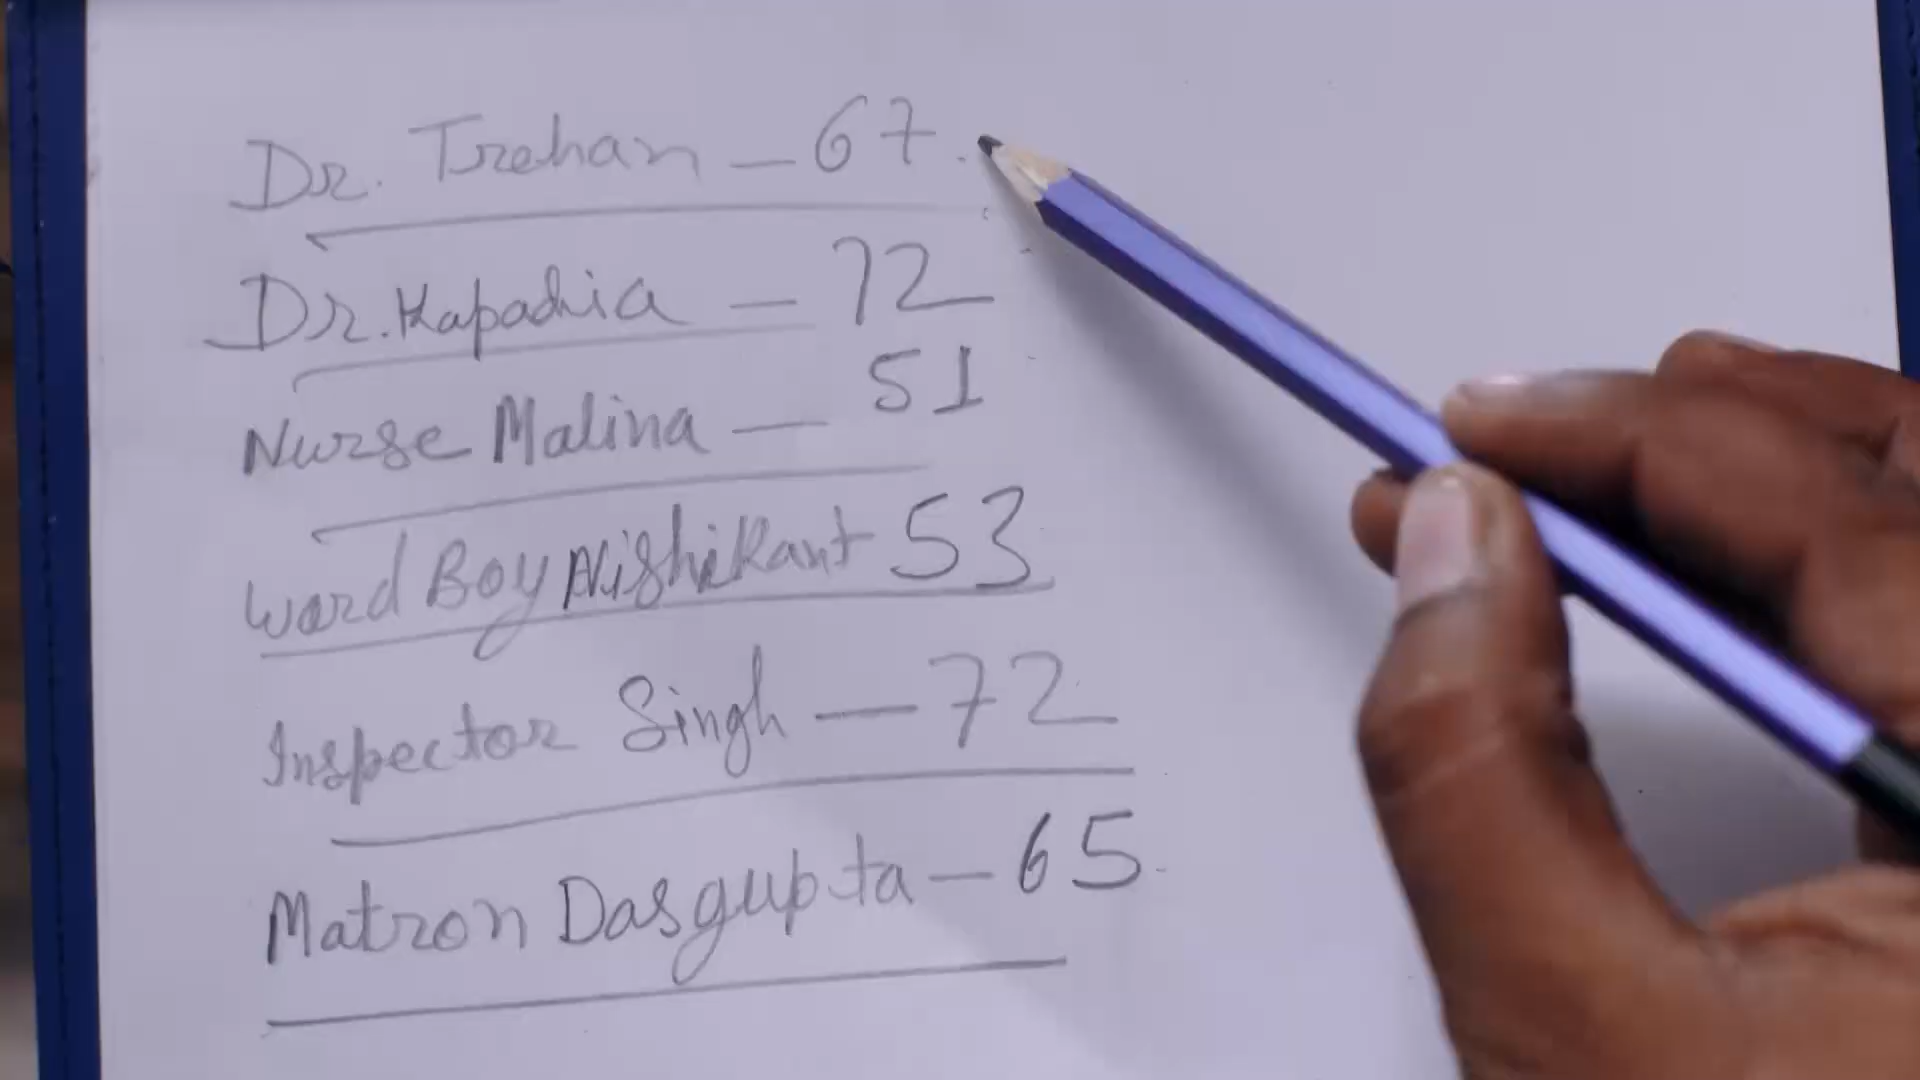 Dr. Trehan - 67.
Dr. Kapadia - 72
Nurse Malina - 51
Ward Boy Nishikant 53
Inspector Singh - 72
Matron Dasgupta - 65